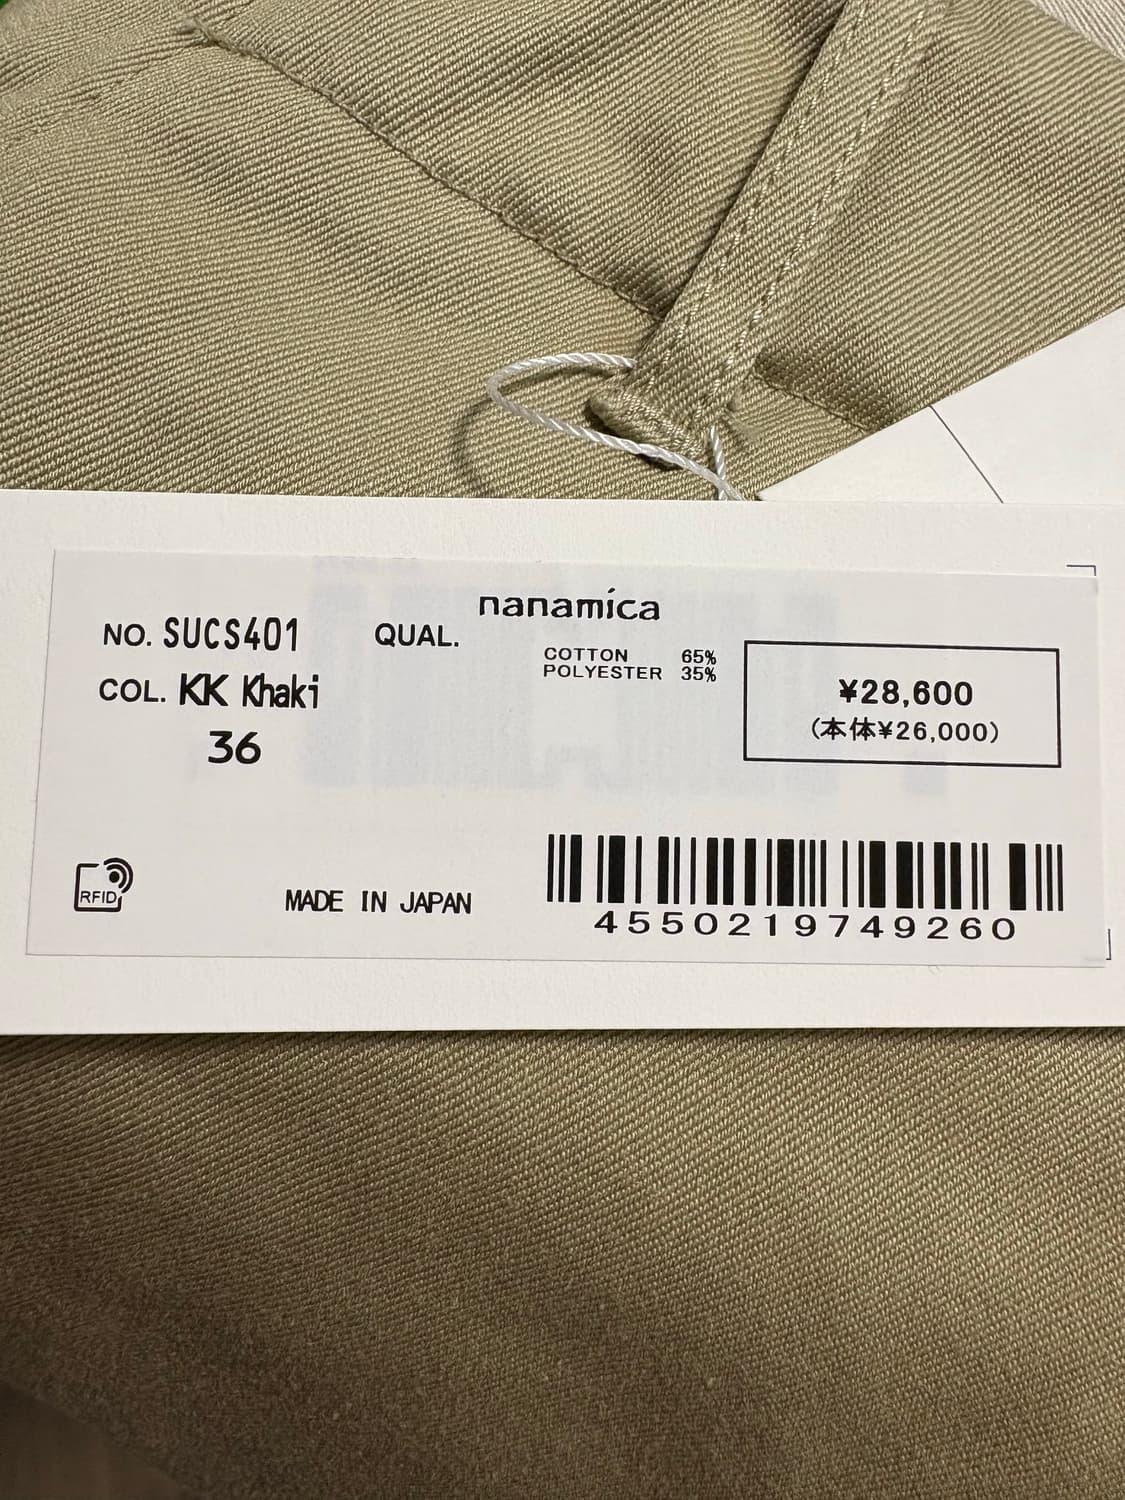 nanamica
NO. SUCS401
QUAL.
COTTON 65%
POLYESTER 35%
COL. KK Khaki
36
¥28,600
(本体¥26,000)
RFID
MADE IN JAPAN
4550219749260